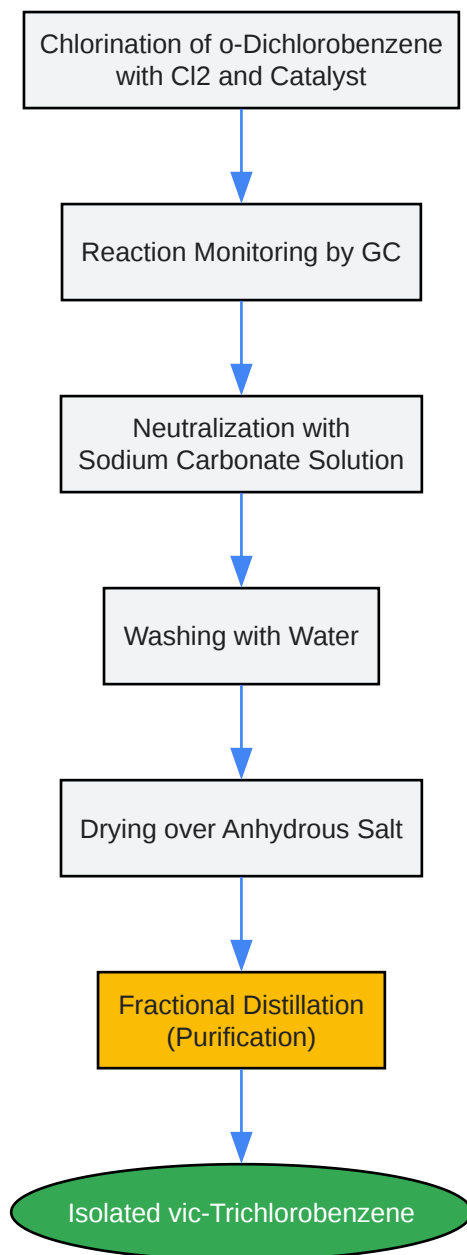 Chlorination of o-Dichlorobenzene
with Cl2 and Catalyst
Reaction Monitoring by GC
Neutralization with
Sodium Carbonate Solution
Washing with Water
Drying over Anhydrous Salt
Fractional Distillation
(Purification)
Isolated vic-Trichlorobenzene